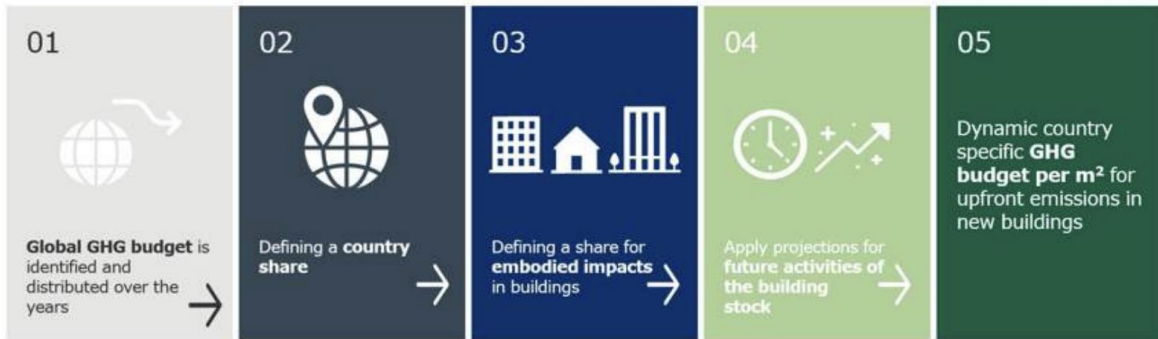 01
Global GHG budget is
identified and
distributed over the
years
02
Defining a country
share
03
Defining a share for
embodied impacts
in buildings
04
Apply projections for
future activities of
the building
stock
05
Dynamic country
specific GHG
budget per m² for
upfront emissions in
new buildings